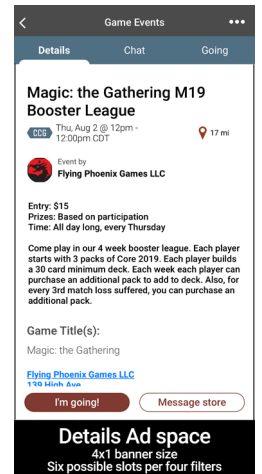 Game Events
Details Chat Going
Magic: the Gathering M19
Booster League
CCG Thu, Aug 2 @ 12pm -
12:00pm CDT
17 mi
Event by
Flying Phoenix Games LLC
Entry: $15
Prizes: Based on participation
Time: All day long, every Thursday
Come play in our 4 week booster league. Each player
starts with 3 packs of Core 2019. Each player builds
a 30 card minimum deck. Each week each player can
purchase an additional pack to add to deck. Also, for
every 3rd match loss suffered, you can purchase an
additional pack.
Game Title(s):
Magic: the Gathering
Flying Phoenix Games LLC
139 High Ave
I'm going! Message store
Details Ad space
4x1 banner size
Six possible slots per four filters